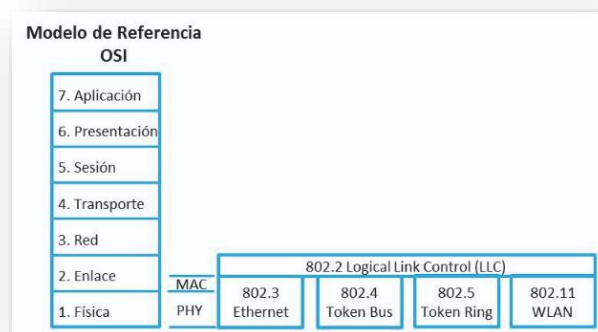 Modelo de Referencia
OSI
7. Aplicación
6. Presentación
5. Sesión
4. Transporte
3. Red
2. Enlace
1. Física
MAC
PHY
802.2 Logical Link Control (LLC)
802.3
Ethernet
802.4
Token Bus
802.5
Token Ring
802.11
WLAN